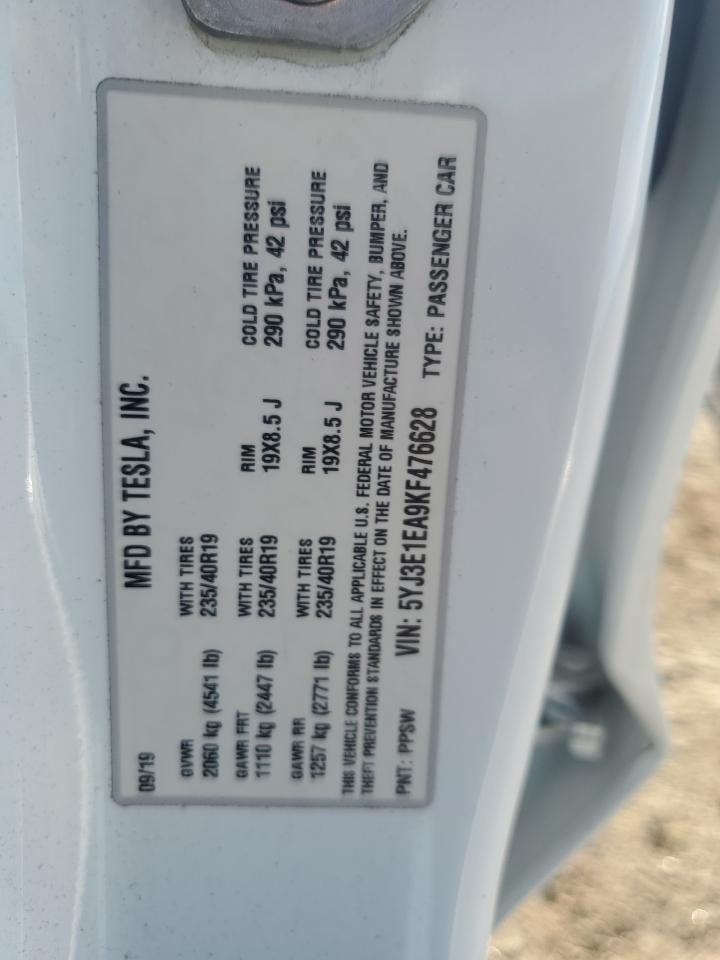 MFD BY TESLA, INC.
09/19
GVWR WITH TIRES
2060 kg (4541 lb) 235/40R19
GAWR FRT WITH TIRES RIM COLD TIRE PRESSURE
1110 kg (2447 lb) 235/40R19 19X8.5 J 290 kPa, 42 psi
GAWR RR WITH TIRES RIM COLD TIRE PRESSURE
1257 kg (2771 lb) 235/40R19 19X8.5 J 290 kPa, 42 psi
THIS VEHICLE CONFORMS TO ALL APPLICABLE U.S. FEDERAL MOTOR VEHICLE SAFETY, BUMPER, AND
THEFT PREVENTION STANDARDS IN EFFECT ON THE DATE OF MANUFACTURE SHOWN ABOVE.
PNT: PPSW VIN: 5YJ3E1EA9KF476628 TYPE: PASSENGER CAR